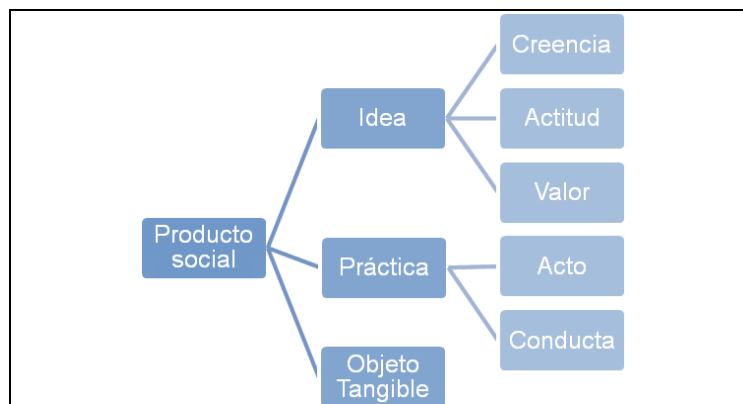 Creencia
Idea
Actitud
Valor
Producto
social
Práctica
Acto
Conducta
Objeto
Tangible